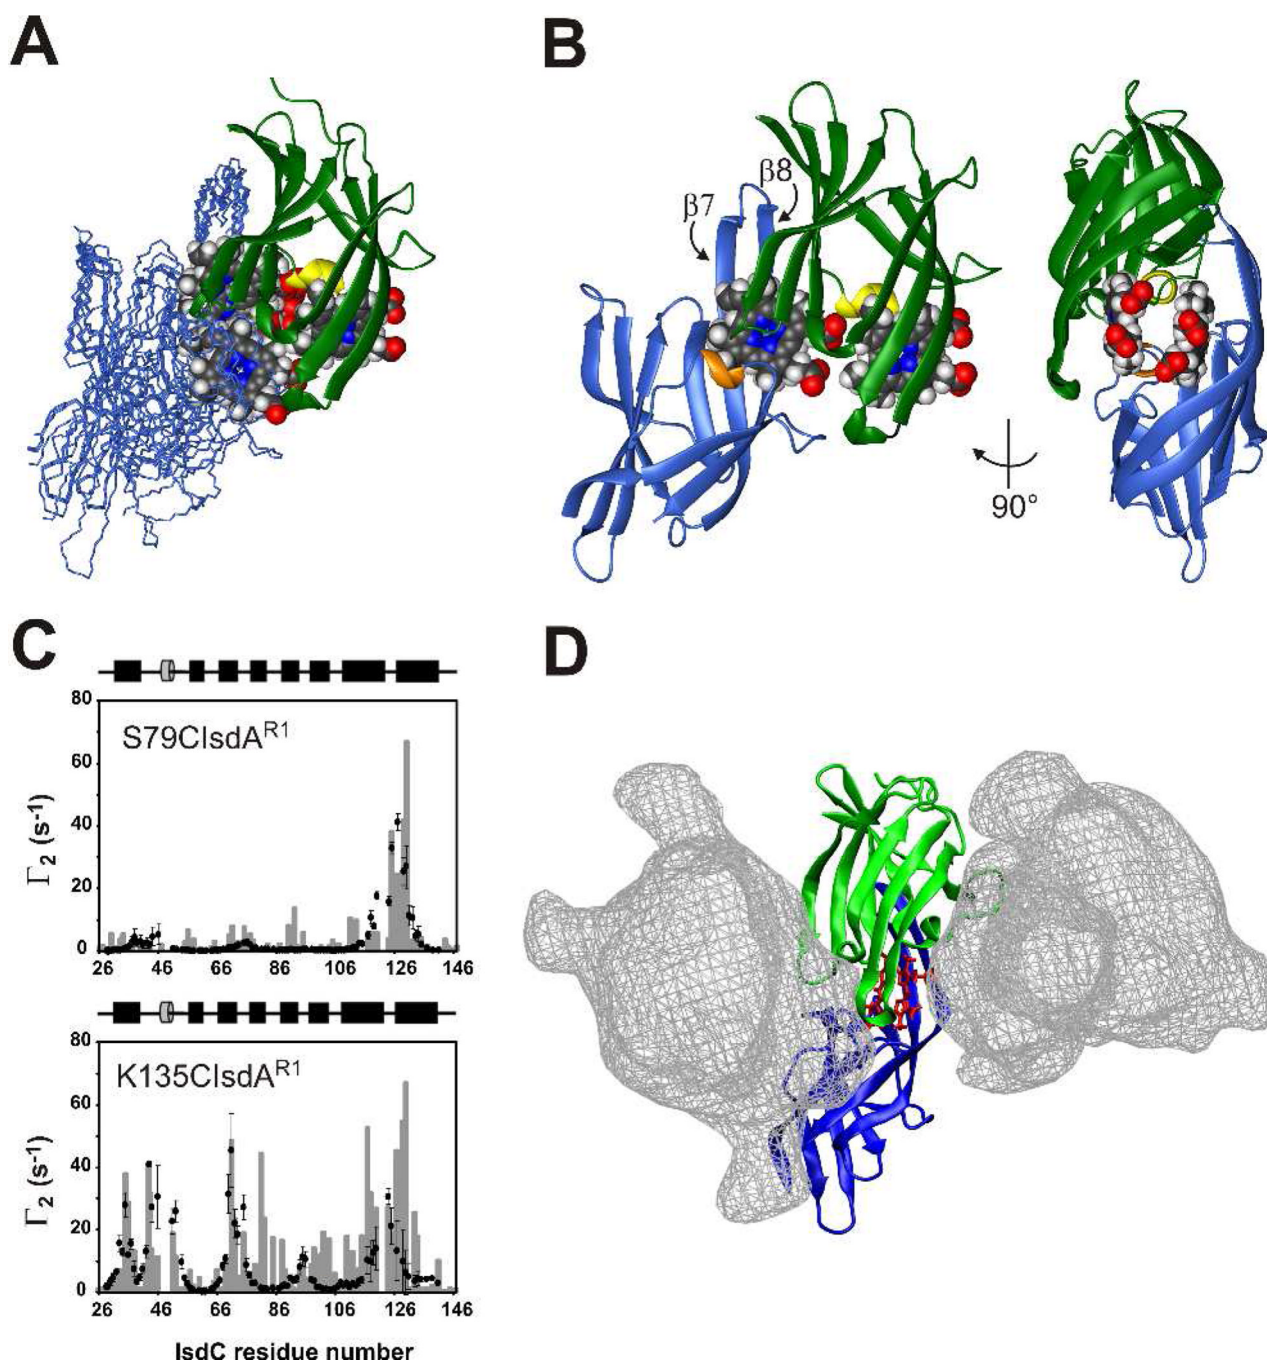 A
B
β7
β8
90°
C
S79CIsdA^R1
Γ2 (s-1)
80
60
40
20
0
26 46 66 86 106 126 146
K135CIsdA^R1
Γ2 (s-1)
80
60
40
20
0
26 46 66 86 106 126 146
IsdC residue number
D